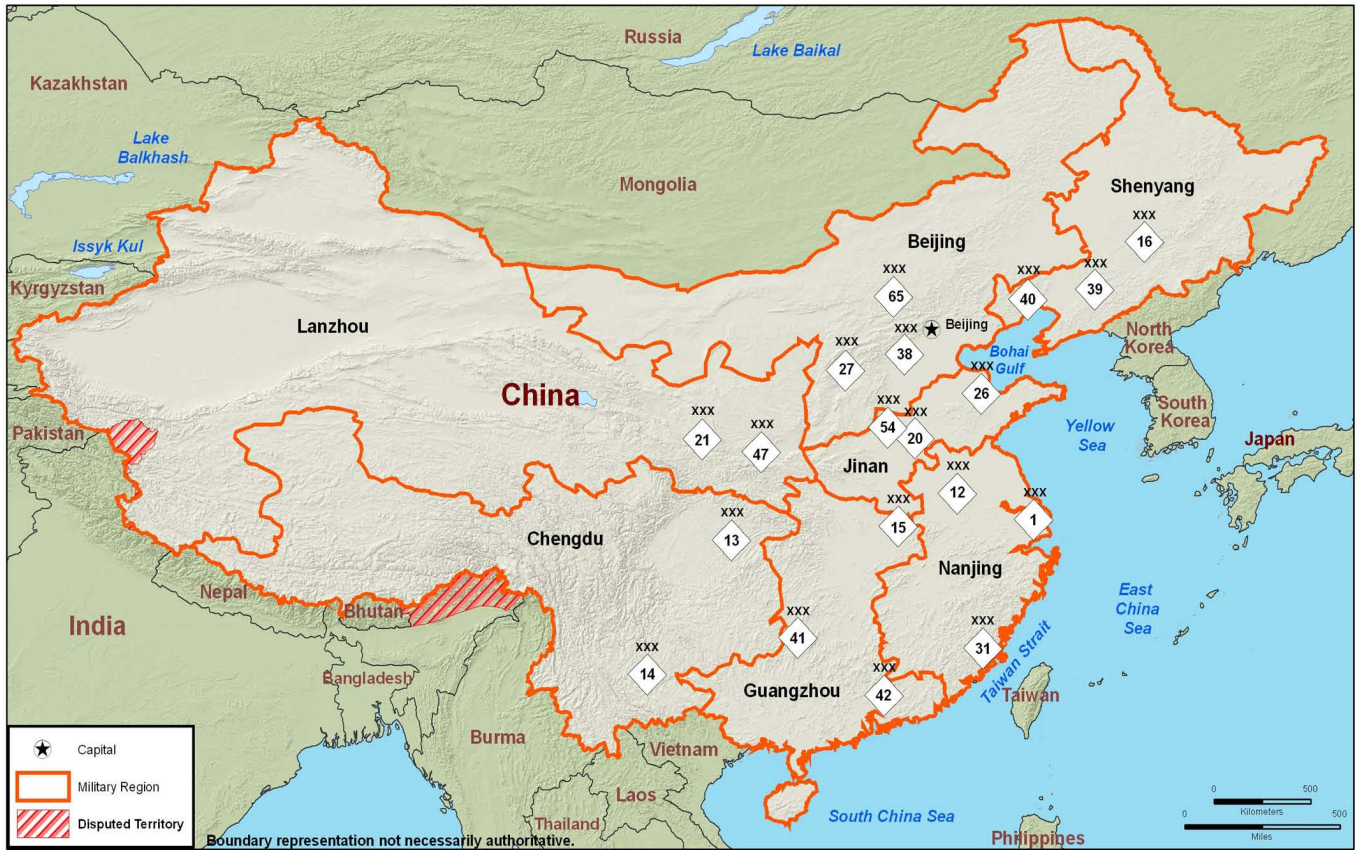 Russia
Lake Baikal
Kazakhstan
Lake
Balkhash
Mongolia
Shenyang
XXX
16
Issyk Kul
Beijing
Kyrgyzstan
XXX
65
XXX
40
XXX
39
Lanzhou
XXX
38
Beijing
North
Korea
XXX
27
Bohai
Gulf
China
XXX
26
South
Korea
Pakistan
XXX
21
XXX
47
XXX
54
XXX
20
Yellow
Sea
Japan
Jinan
XXX
12
XXX
15
XXX
1
Chengdu
XXX
13
Nanjing
Nepal
Bhutan
East
China
Sea
India
XXX
41
XXX
31
Taiwan Strait
Bangladesh
XXX
14
Guangzhou
XXX
42
Taiwan
Burma
Vietnam
Laos
South China Sea
Thailand
Philippines
Capital
Military Region
Disputed Territory
Boundary representation not necessarily authoritative.
0 500
Kilometers
0 500
Miles